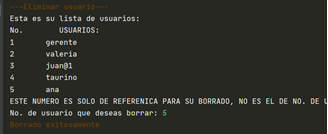 ---Eliminar usuario---
Esta es su lista de usuarios:
No. USUARIOS:
1 gerente
2 valeria
3 juan@1
4 taurino
5 ana
ESTE NUMERO ES SOLO DE REFERENICA PARA SU BORRADO, NO ES EL DE NO. DE U
No. de usuario que deseas borrar: 5
Borrado exitosamente